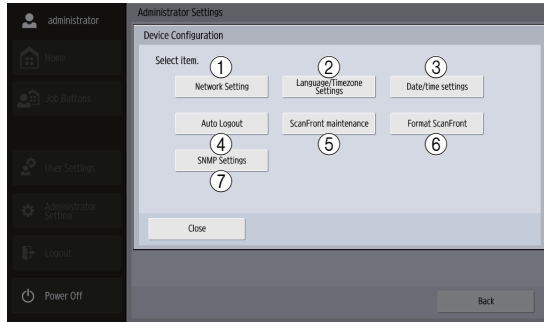 administrator
Administrator Settings
Device Configuration
Select item.
Home
Job Buttons
User Settings
Administrator
Setting
Logout
Power Off
1
2
3
Network Setting
Language/Timezone
Settings
Date/time settings
Auto Logout
ScanFront maintenance
Format ScanFront
4
5
6
SNMP Settings
7
Close
Back